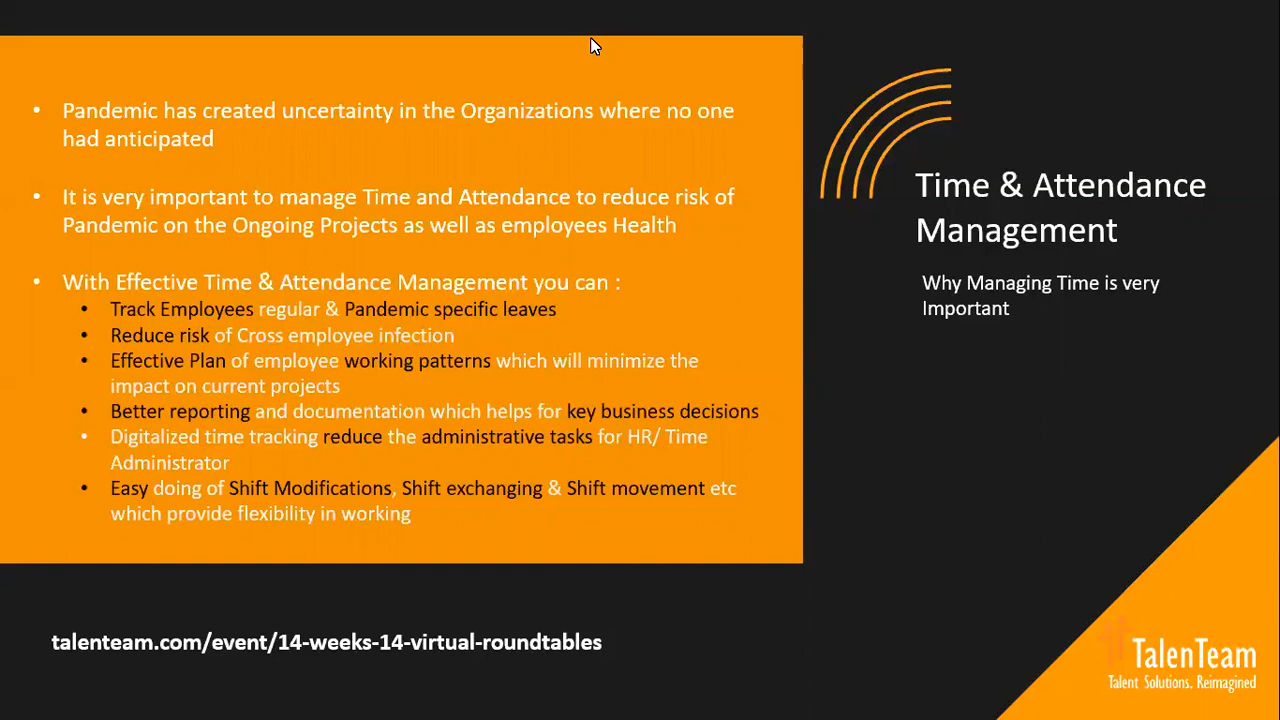 • Pandemic has created uncertainty in the Organizations where no one
had anticipated
• It is very important to manage Time and Attendance to reduce risk of
Pandemic on the Ongoing Projects as well as employees Health
• With Effective Time & Attendance Management you can :
• Track Employees regular & Pandemic specific leaves
• Reduce risk of Cross employee infection
• Effective Plan of employee working patterns which will minimize the
impact on current projects
• Better reporting and documentation which helps for key business decisions
• Digitalized time tracking reduce the administrative tasks for HR/ Time
Administrator
• Easy doing of Shift Modifications, Shift exchanging & Shift movement etc
which provide flexibility in working
Time & Attendance
Management
Why Managing Time is very
Important
talenteam.com/event/14-weeks-14-virtual-roundtables
TalenTeam
Talent Solutions, Reimagined